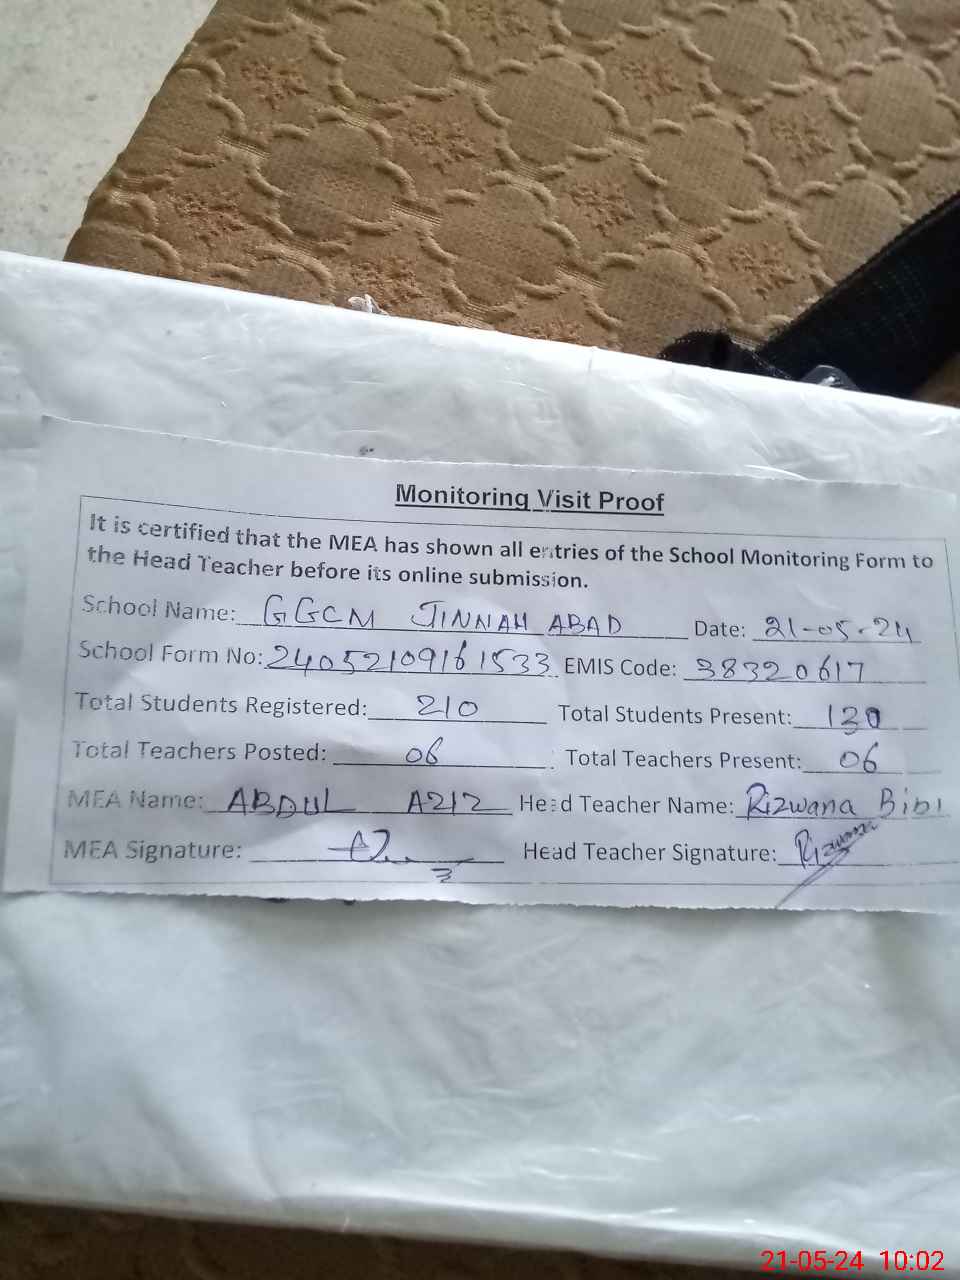 Monitoring Visit Proof
It is certified that the MEA has shown all entries of the School Monitoring Form to
the Head Teacher before its online submission.
School Name: GGCM JINNAH ABAD Date: 21-05-24
School Form No: 24052109161533 EMIS Code: 38320617
Total Students Registered: 210 Total Students Present: 130
Total Teachers Posted: 06 Total Teachers Present: 06
MEA Name: ABDUL AZIZ Head Teacher Name: Rizwana Bibi
MEA Signature: Head Teacher Signature: Rizwana
21-05-24 10:02